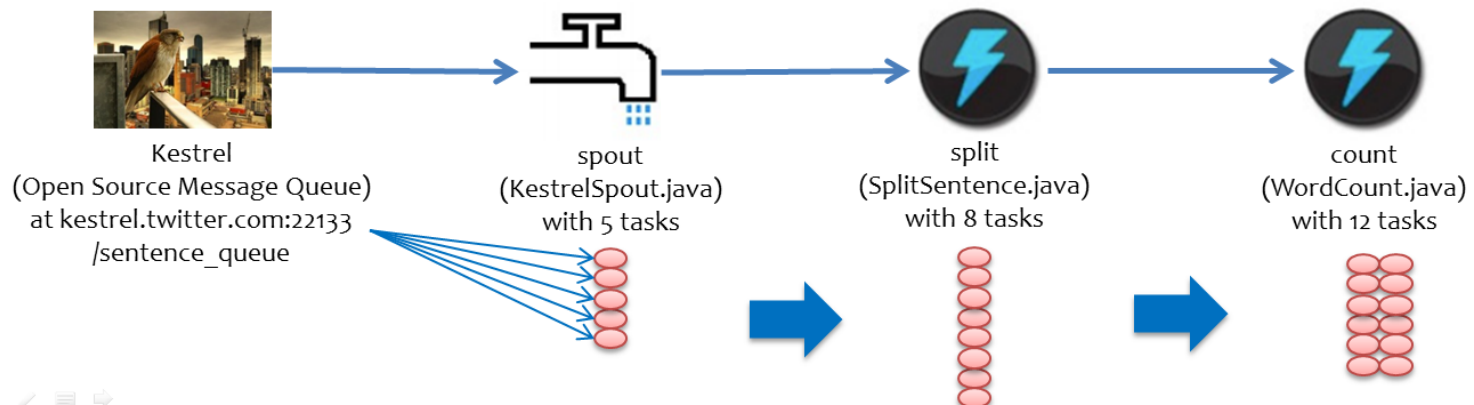 Kestrel
(Open Source Message Queue)
at kestrel.twitter.com:22133
/sentence_queue
spout
(KestrelSpout.java)
with 5 tasks
split
(SplitSentence.java)
with 8 tasks
count
(WordCount.java)
with 12 tasks